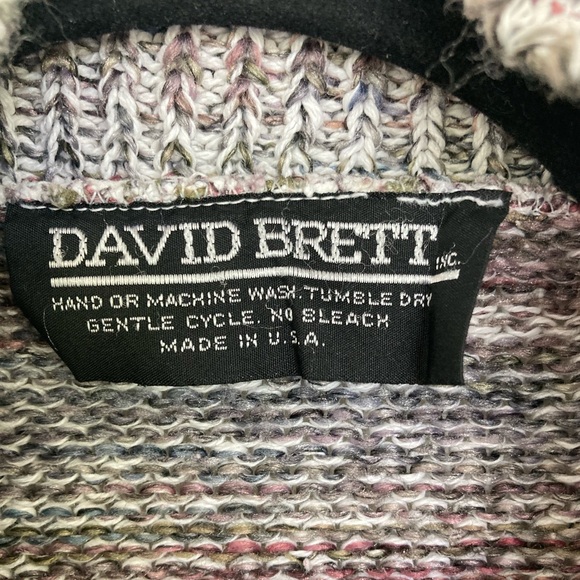 DAVID BRETT INC.
HAND OR MACHINE WASH. TUMBLE DRY
GENTLE CYCLE. NO BLEACH
MADE IN U.S.A.